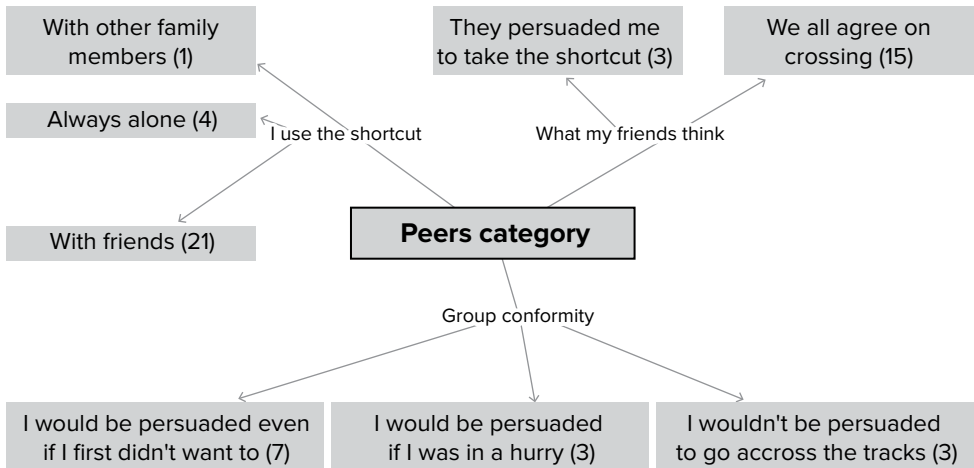 With other family
members (1)
They persuaded me
to take the shortcut (3)
We all agree on
crossing (15)
Always alone (4)
I use the shortcut
What my friends think
With friends (21)
Peers category
Group conformity
I would be persuaded even
if I first didn't want to (7)
I would be persuaded
if I was in a hurry (3)
I wouldn't be persuaded
to go accross the tracks (3)